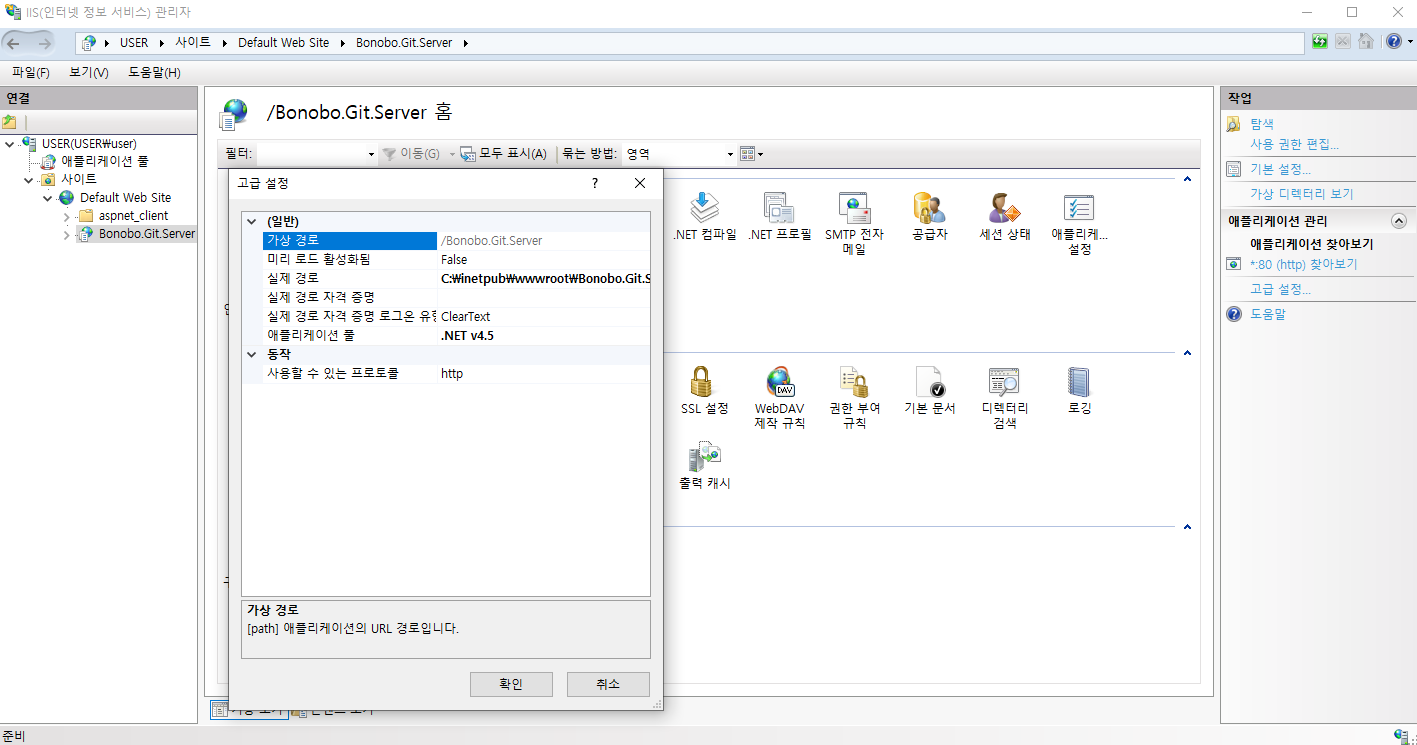 IIS(인터넷 정보 서비스) 관리자
USER
사이트
Default Web Site
Bonobo.Git.Server
파일(F)
보기(V)
도움말(H)
연결
USER(USER₩user)
애플리케이션 풀
사이트
Default Web Site
aspnet_client
Bonobo.Git.Server
/Bonobo.Git.Server 홈
필터:
이동(G)
모두 표시(A)
묶는 방법:
영역
고급 설정
?
(일반)
가상 경로
/Bonobo.Git.Server
미리 로드 활성화됨
False
실제 경로
C:₩inetpub₩wwwroot₩Bonobo.Git.S
실제 경로 자격 증명
실제 경로 자격 증명 로그온 유형
ClearText
애플리케이션 풀
.NET v4.5
동작
사용할 수 있는 프로토콜
http
가상 경로
[path] 애플리케이션의 URL 경로입니다.
확인
취소
.NET 컴파일
.NET 프로필
SMTP 전자
메일
공급자
세션 상태
애플리케...
설정
SSL 설정
WebDAV
제작 규칙
권한 부여
규칙
기본 문서
디렉터리
검색
로깅
출력 캐시
작업
탐색
사용 권한 편집...
기본 설정...
가상 디렉터리 보기
애플리케이션 관리
애플리케이션 찾아보기
*:80 (http) 찾아보기
고급 설정...
도움말
준비